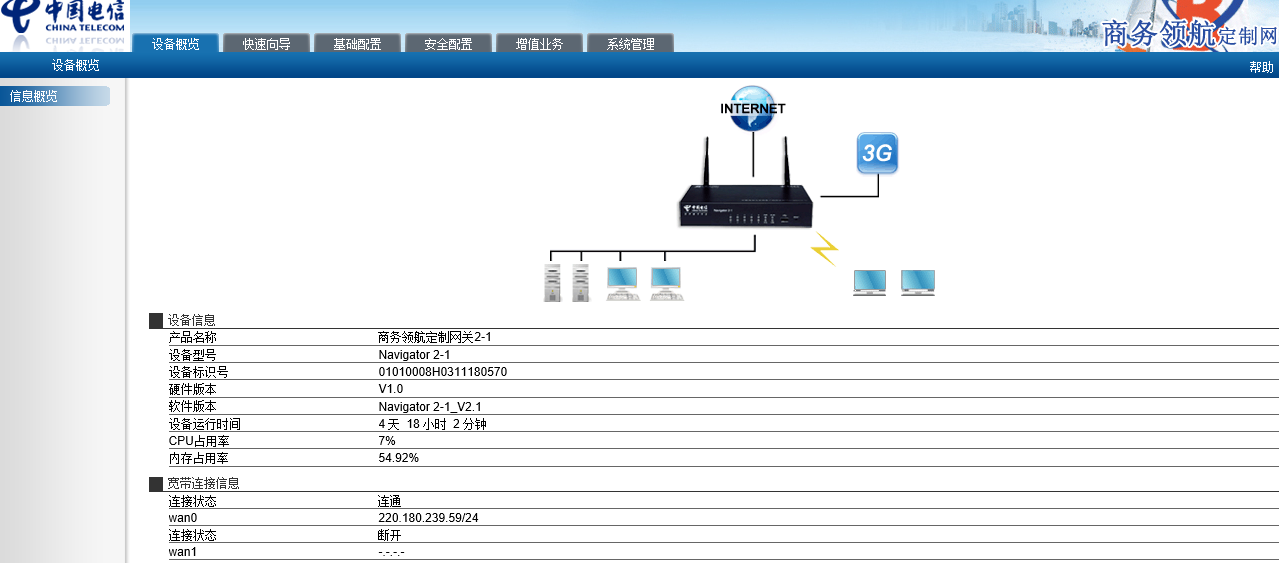 中国电信
CHINA TELECOM
设备概览 快速向导 基础配置 安全配置 增值业务 系统管理
商务领航定制网
设备概览 帮助
信息概览
INTERNET
3G
中国电信
Navigator 2-1
设备信息
产品名称 商务领航定制网关2-1
设备型号 Navigator 2-1
设备标识号 01010008H0311180570
硬件版本 V1.0
软件版本 Navigator 2-1_V2.1
设备运行时间 4 天 18 小时 2 分钟
CPU占用率 7%
内存占用率 54.92%
宽带连接信息
连接状态 连通
wan0 220.180.239.59/24
连接状态 断开
wan1 -.-.-.-